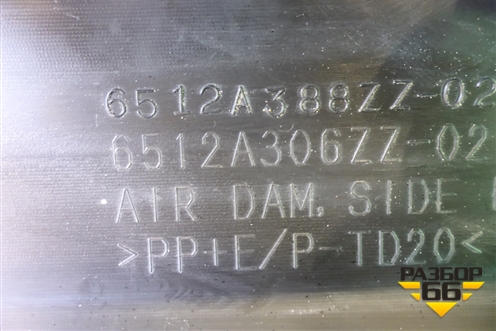 6512A388ZZ-02
6512A306ZZ-02
AIR DAM, SIDE
>PP+E/P-TD20<
РАЗБОР
66